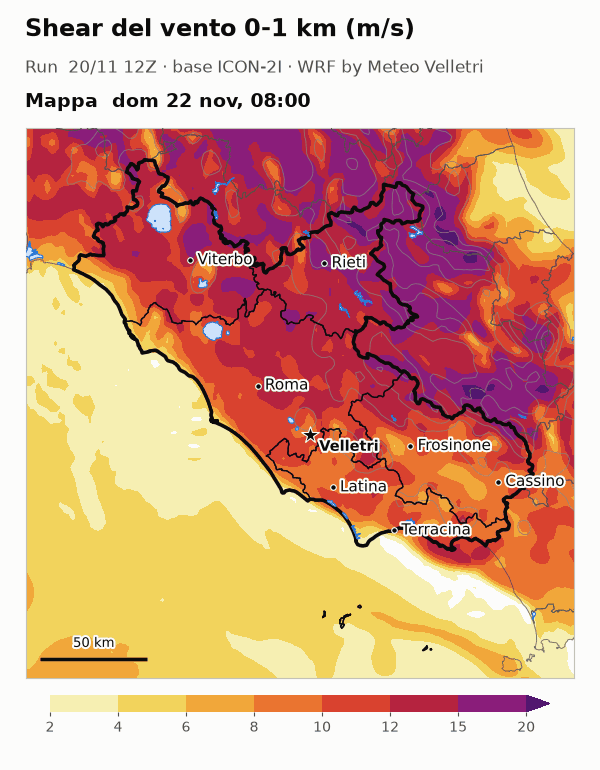 Shear del vento 0-1 km (m/s)
Run  20/11 12Z · base ICON-2I · WRF by Meteo Velletri
Mappa  dom 22 nov, 08:00
Viterbo
Rieti
Roma
Velletri
Frosinone
Latina
Cassino
Terracina
50 km
2 4 6 8 10 12 15 20